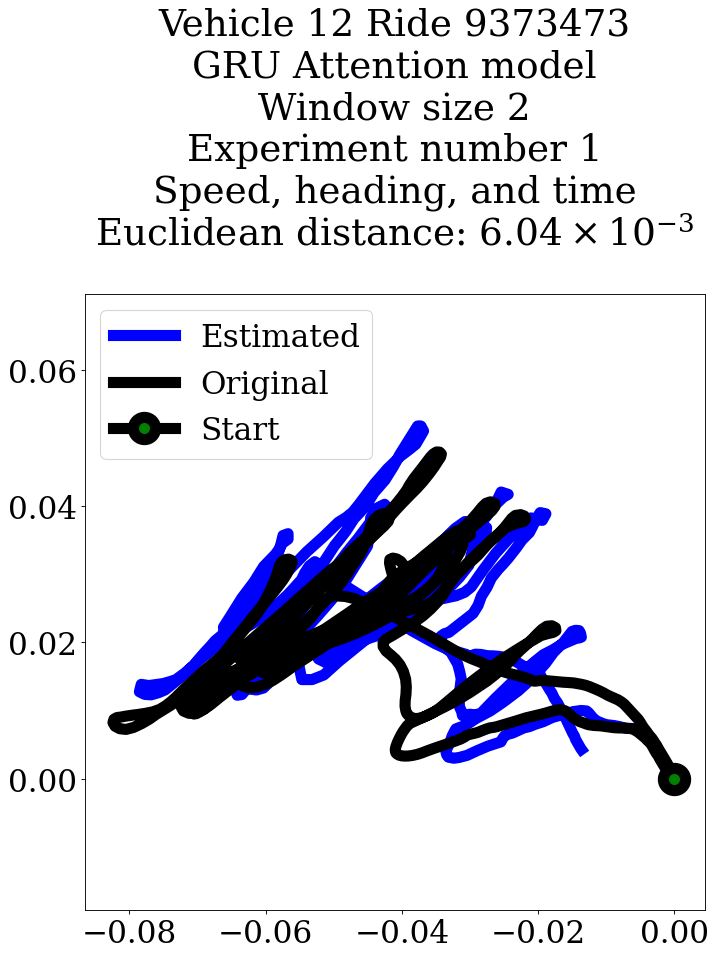 Vehicle 12 Ride 9373473
GRU Attention model
Window size 2
Experiment number 1
Speed, heading, and time
Euclidean distance: 6.04 × 10⁻³
Estimated
Original
Start
0.06
0.04
0.02
0.00
−0.08 −0.06 −0.04 −0.02 0.00